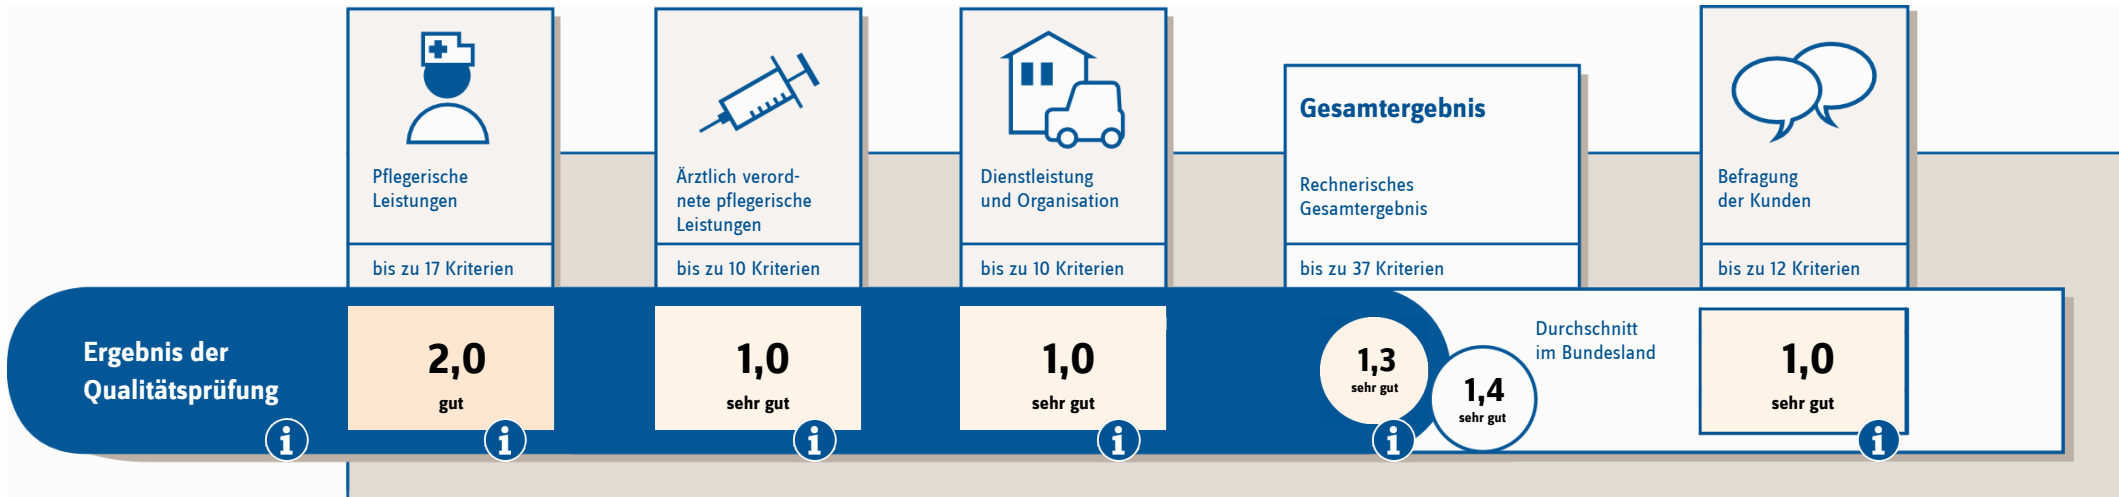 Pflegerische
Leistungen
bis zu 17 Kriterien
Ärztlich verord-
nete pflegerische
Leistungen
bis zu 10 Kriterien
Dienstleistung
und Organisation
bis zu 10 Kriterien
Gesamtergebnis
Rechnerisches
Gesamtergebnis
bis zu 37 Kriterien
Befragung
der Kunden
bis zu 12 Kriterien
Ergebnis der
Qualitätsprüfung
i
2,0
gut
i
1,0
sehr gut
i
1,0
sehr gut
i
1,3
sehr gut
i
1,4
sehr gut
Durchschnitt
im Bundesland
1,0
sehr gut
i